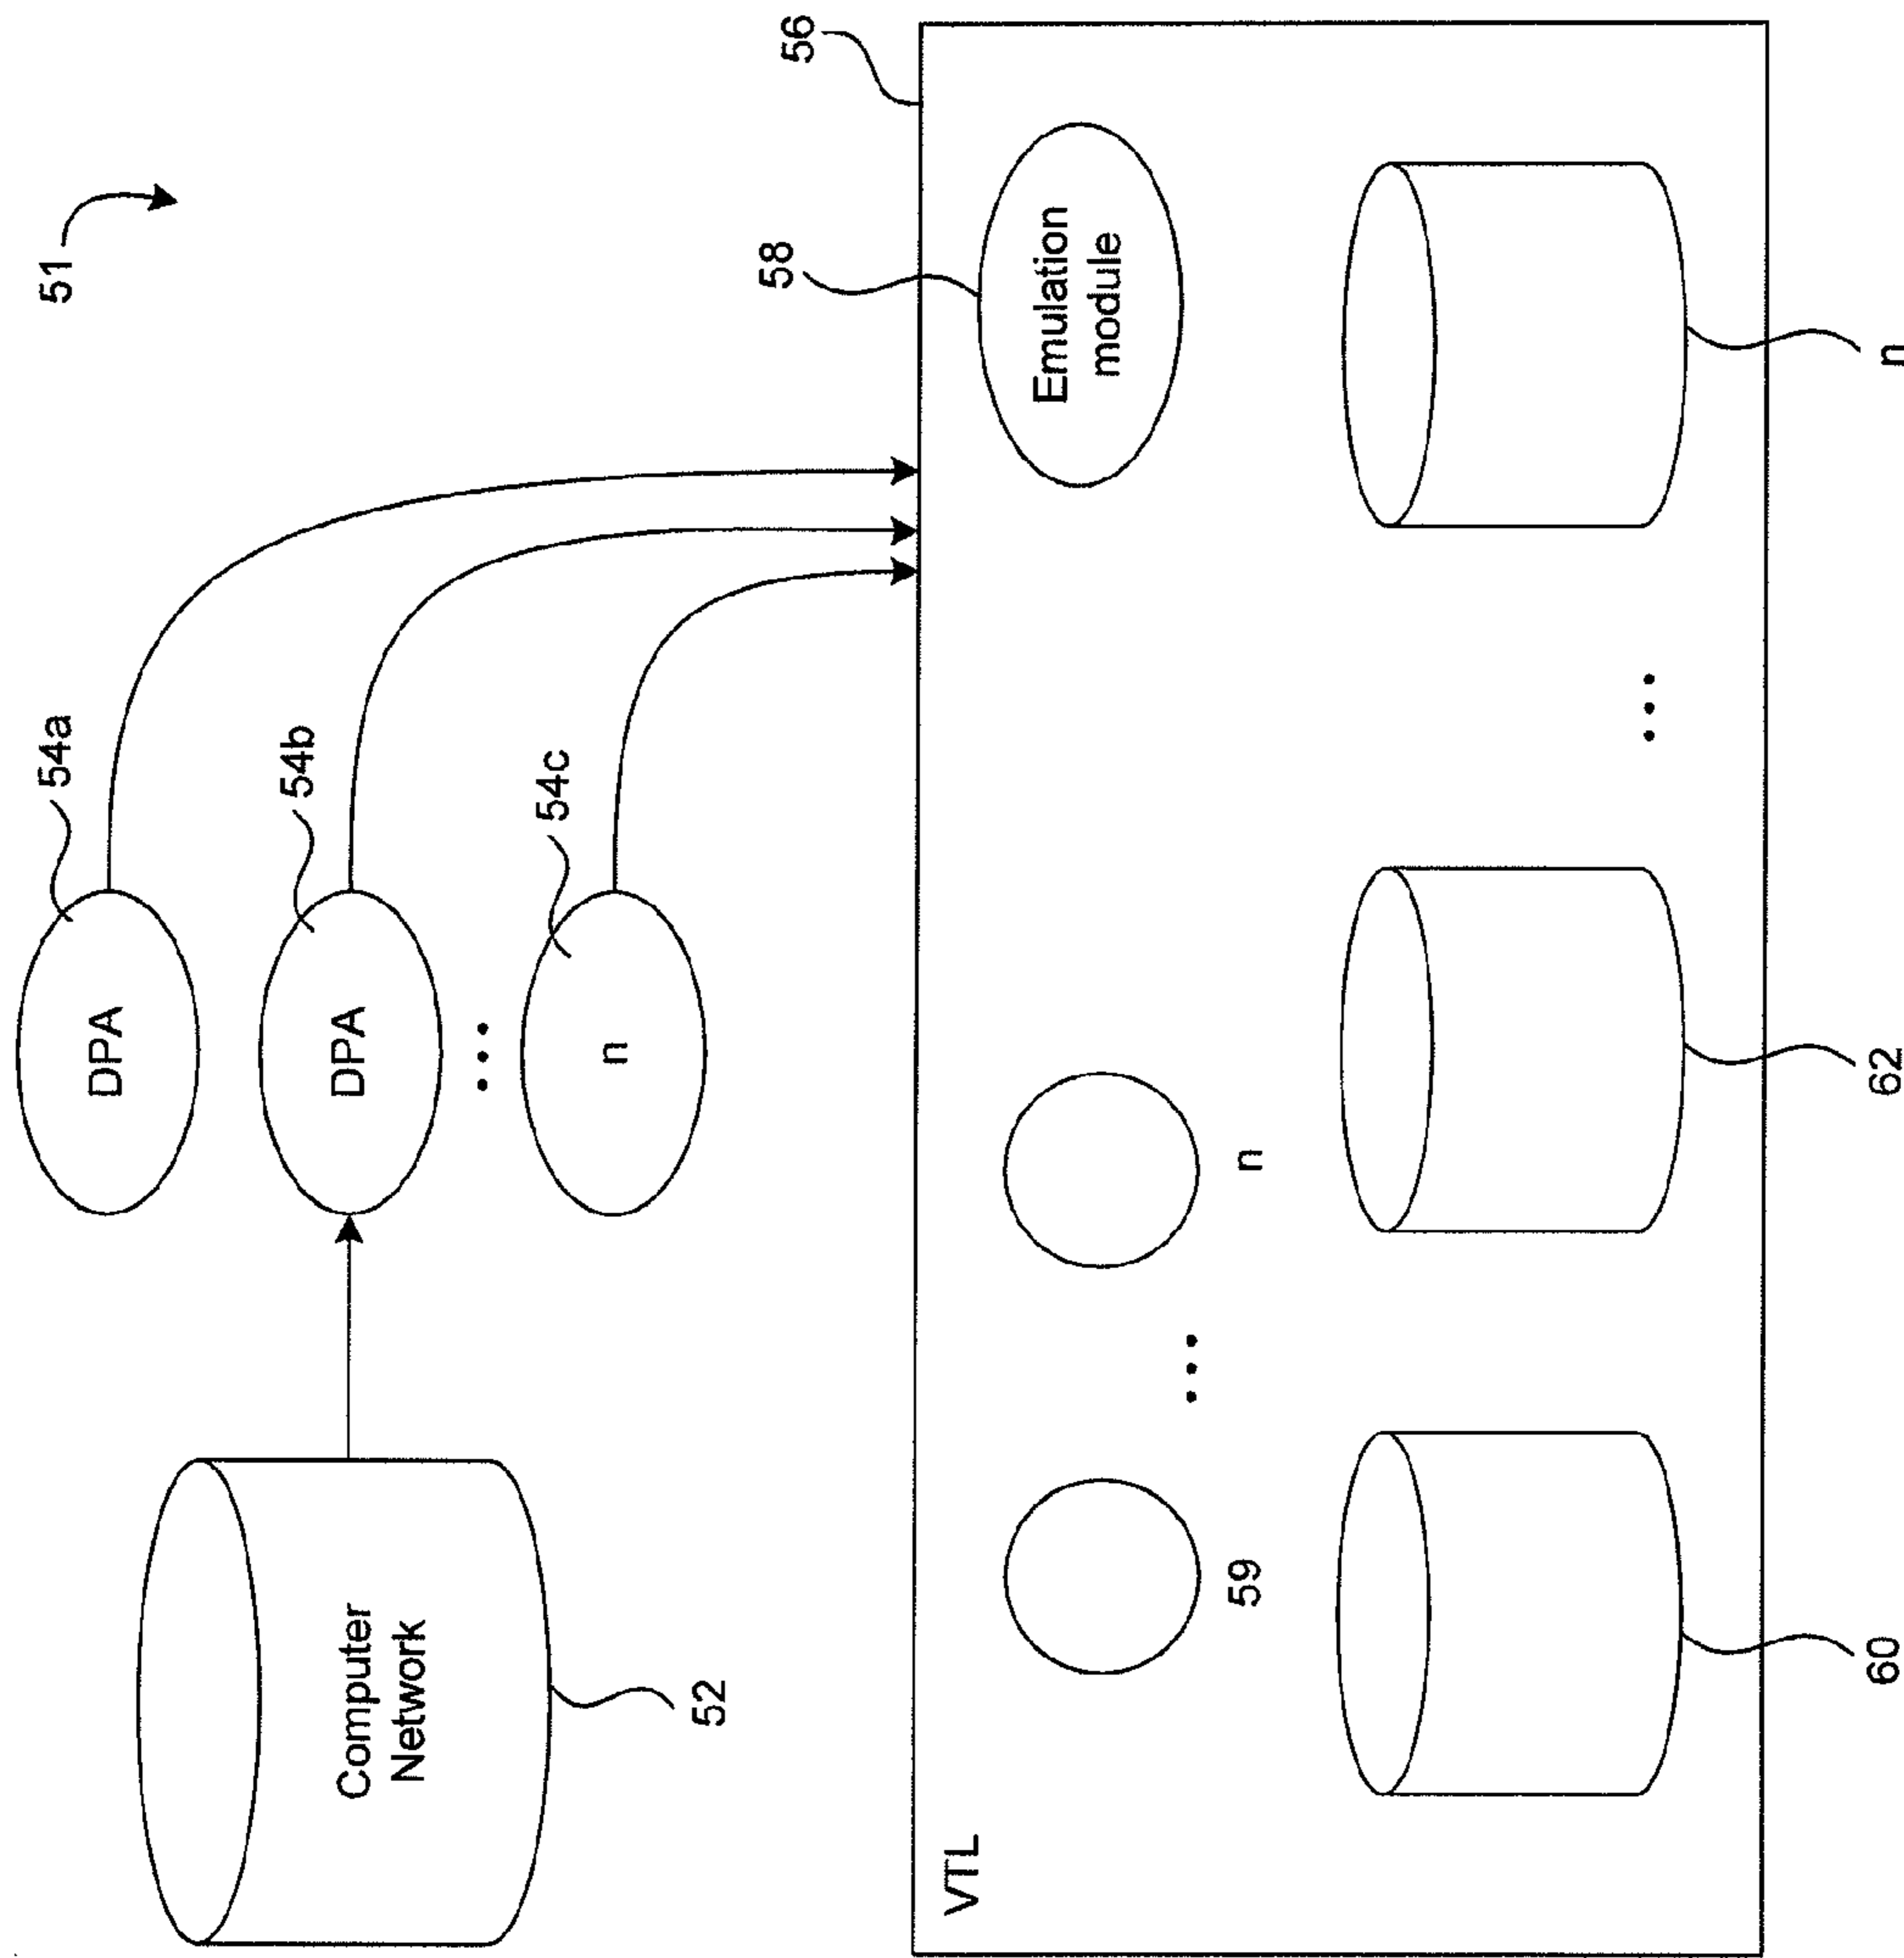 51
54a
DPA
54b
DPA
54c
n
Computer
Network
52
56
VTL
58
Emulation
module
59
n
60
62
n